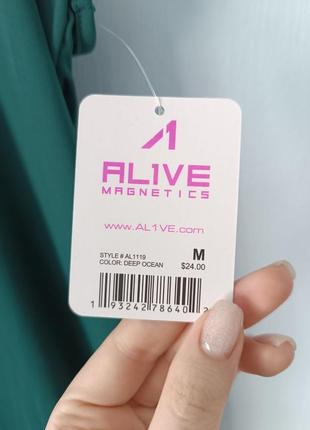 AL1VE
MAGNETICS
www.AL1VE.com
STYLE # AL1119
COLOR: DEEP OCEAN
M
$24.00
1 93242 78640 2